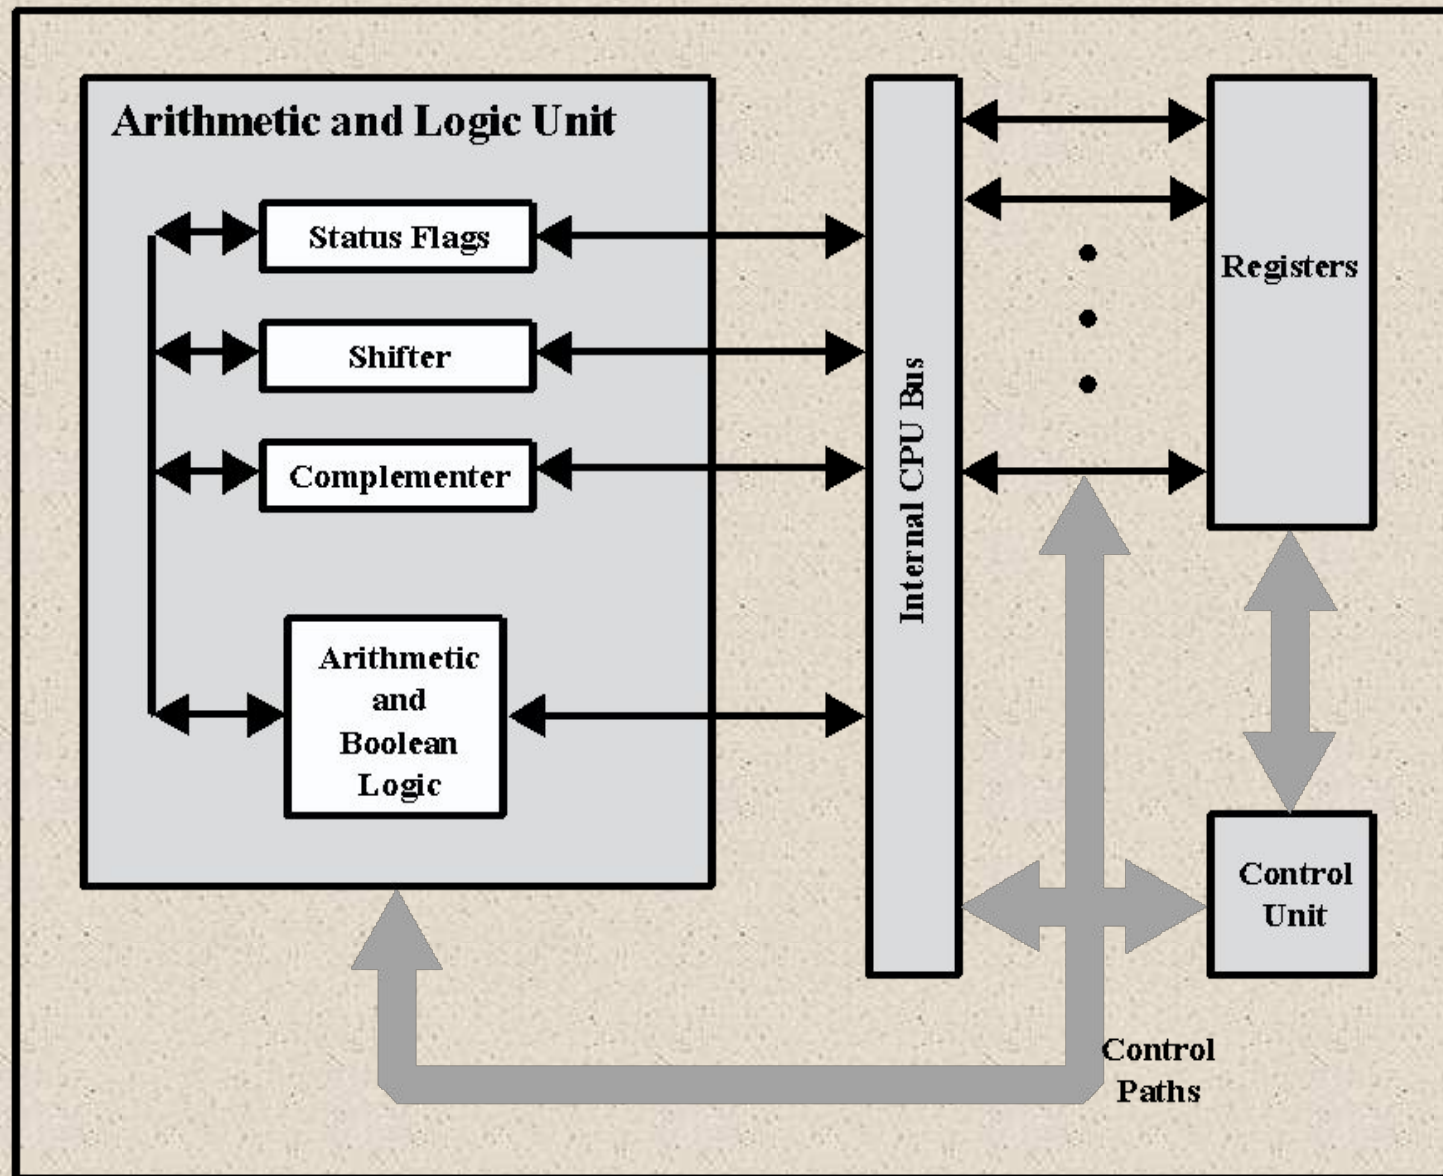 Arithmetic and Logic Unit
Status Flags
Shifter
Complementer
Arithmetic
and
Boolean
Logic
Internal CPU Bus
Registers
Control
Unit
Control
Paths